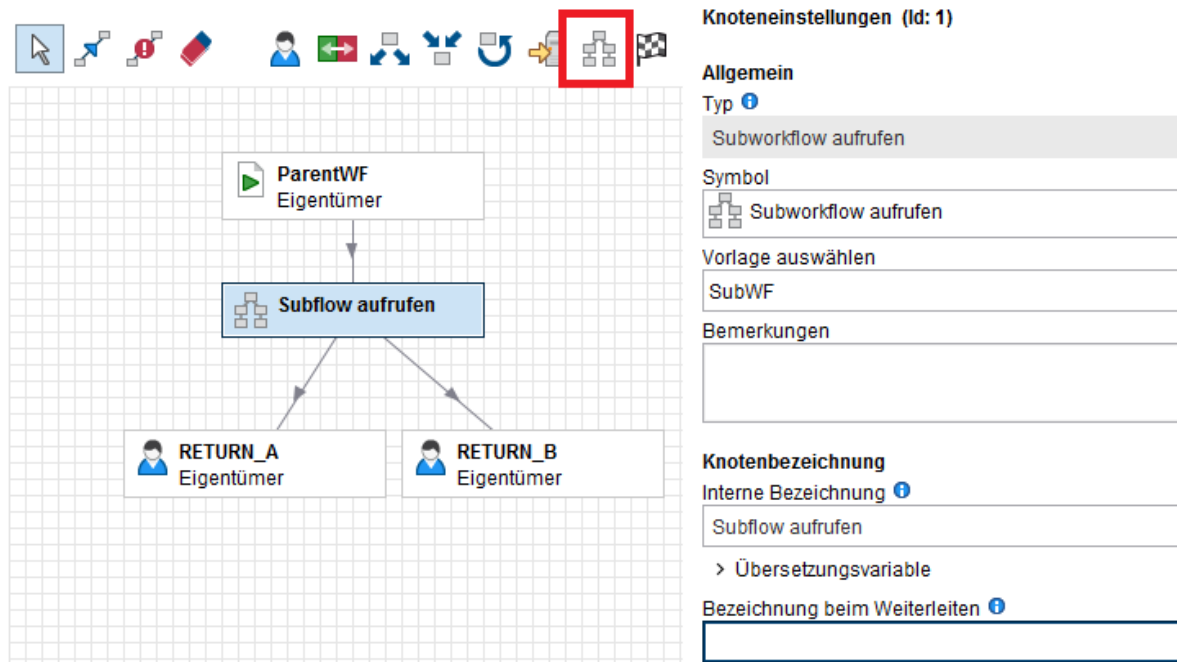 ParentWF
Eigentümer
Subflow aufrufen
RETURN_A
Eigentümer
RETURN_B
Eigentümer
Knoteneinstellungen (Id: 1)
Allgemein
Typ
Subworkflow aufrufen
Symbol
Subworkflow aufrufen
Vorlage auswählen
SubWF
Bemerkungen
Knotenbezeichnung
Interne Bezeichnung
Subflow aufrufen
> Übersetzungsvariable
Bezeichnung beim Weiterleiten